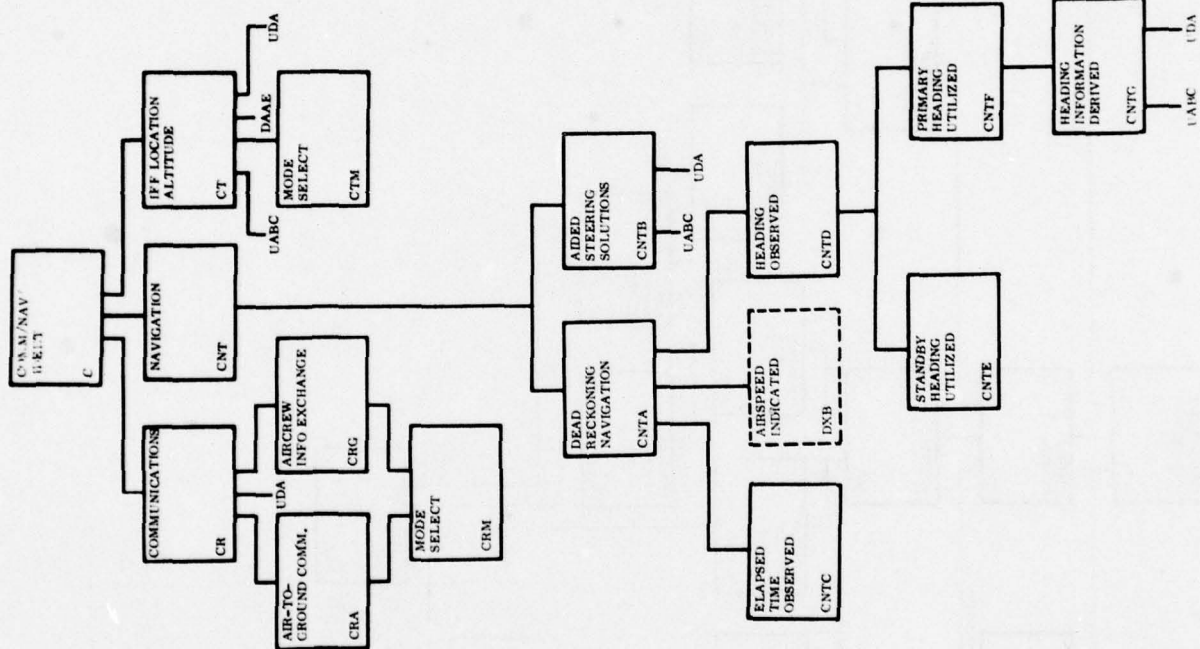 COMM/NAV
C
COMMUNICATIONS
CR
NAVIGATION
CNT
IFF LOCATION
ALTITUDE
CT
UDA
UABC
DAAE
UDA
AIR-TO-
GROUND COMM.
CRA
AIRCREW
INFO EXCHANGE
CRG
MODE
SELECT
CTM
MODE
SELECT
CRM
DEAD
RECKONING
NAVIGATION
CNTA
AIDED
STEERING
SOLUTIONS
CNTB
UABC
UDA
ELAPSED
TIME
OBSERVED
CNTC
AIRSPEED
INDICATED
DXB
HEADING
OBSERVED
CNTD
STANDBY
HEADING
UTILIZED
CNTE
PRIMARY
HEADING
UTILIZED
CNTF
HEADING
INFORMATION
DERIVED
CNTG
UABC
UDA